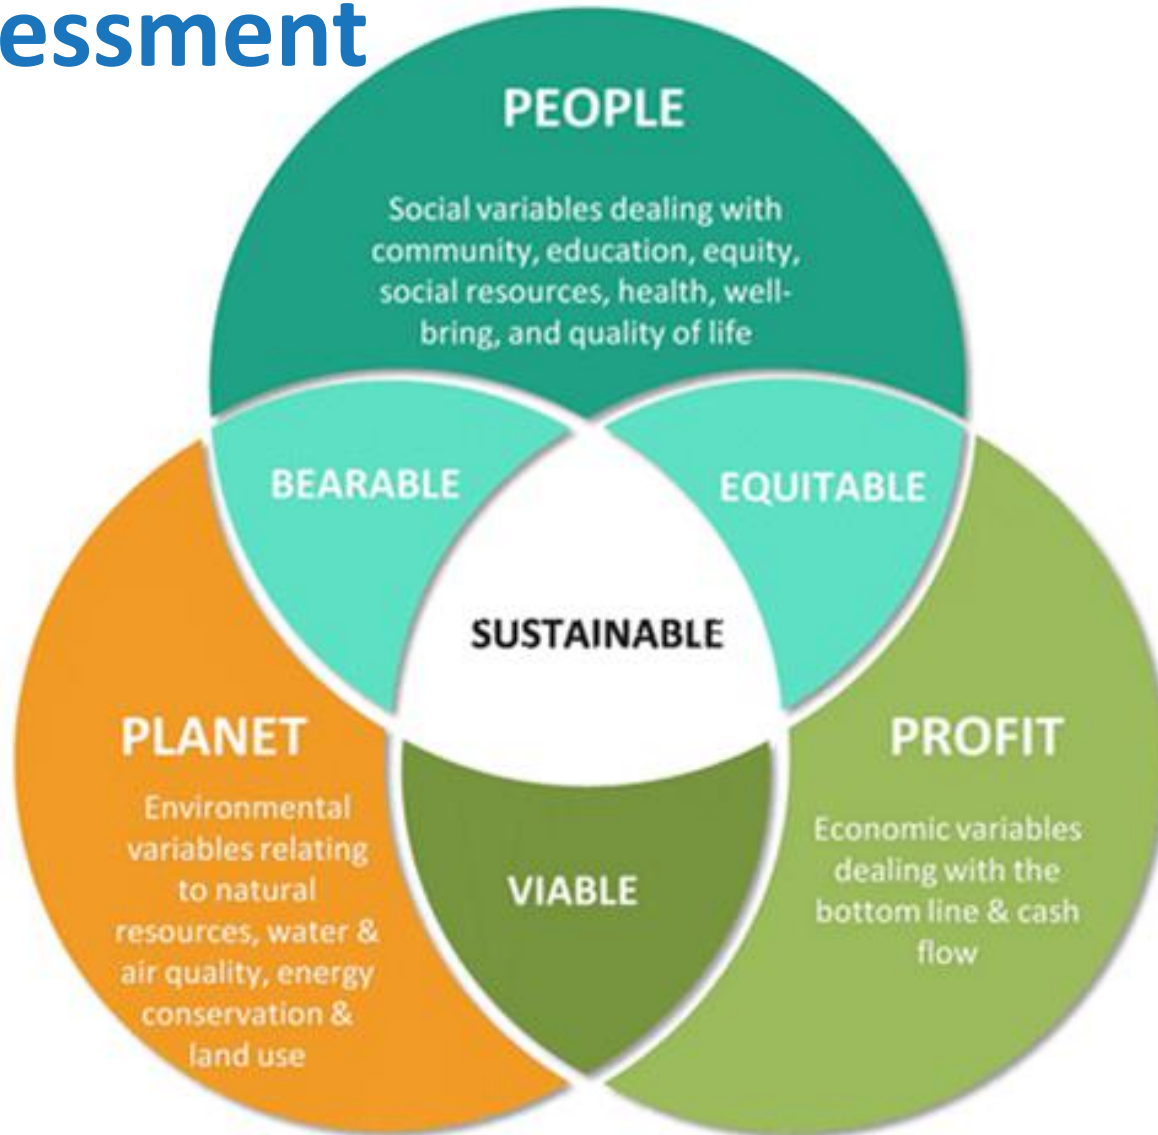 essment
PEOPLE
Social variables dealing with
community, education, equity,
social resources, health, well-
bring, and quality of life
BEARABLE
EQUITABLE
SUSTAINABLE
PLANET
Environmental
variables relating
to natural
resources, water &
air quality, energy
conservation &
land use
VIABLE
PROFIT
Economic variables
dealing with the
bottom line & cash
flow